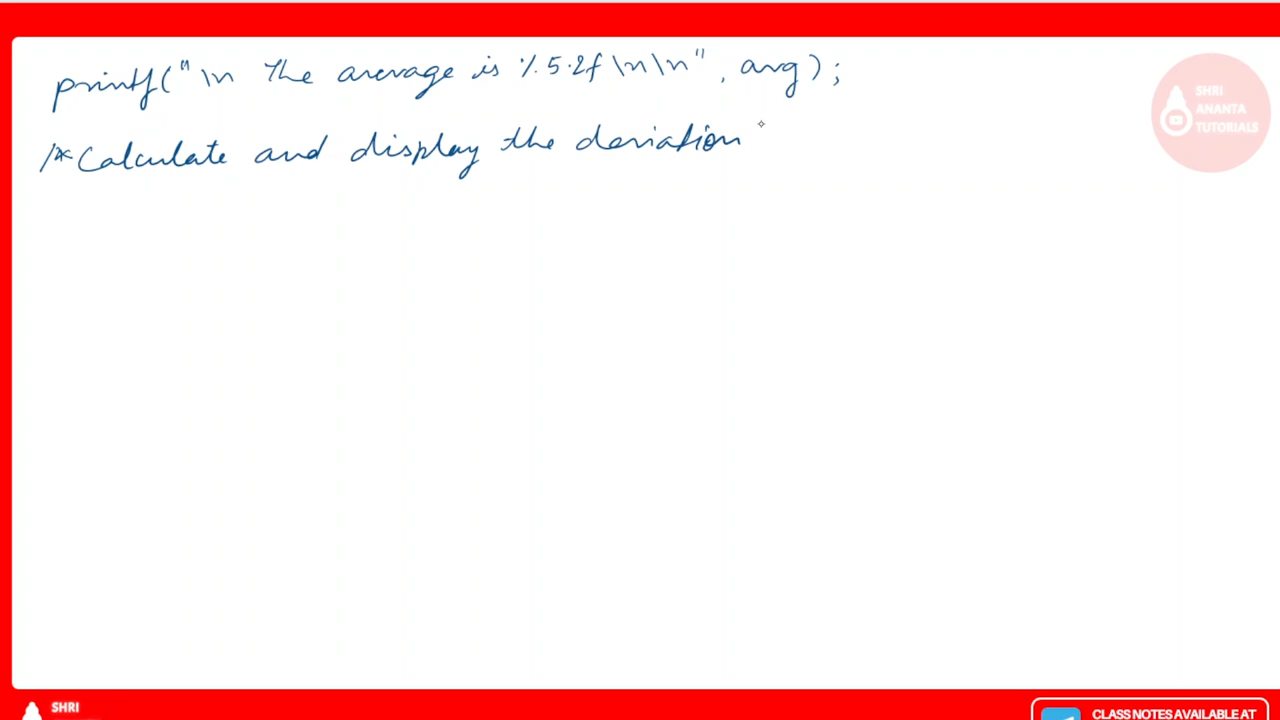 printf("\n The average is %5.2f\n\n", avg);
/*Calculate and display the deviation
SHRI
ANANTA
TUTORIALS
SHRI
CLASS NOTES AVAILABLE AT